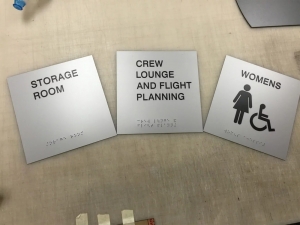 STORAGE
ROOM
CREW
LOUNGE
AND FLIGHT
PLANNING
WOMENS